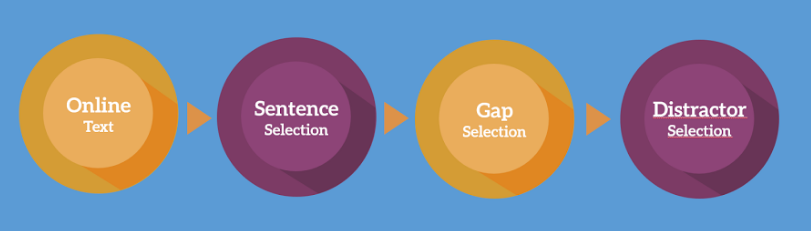 Online
Text
Sentence
Selection
Gap
Selection
Distractor
Selection